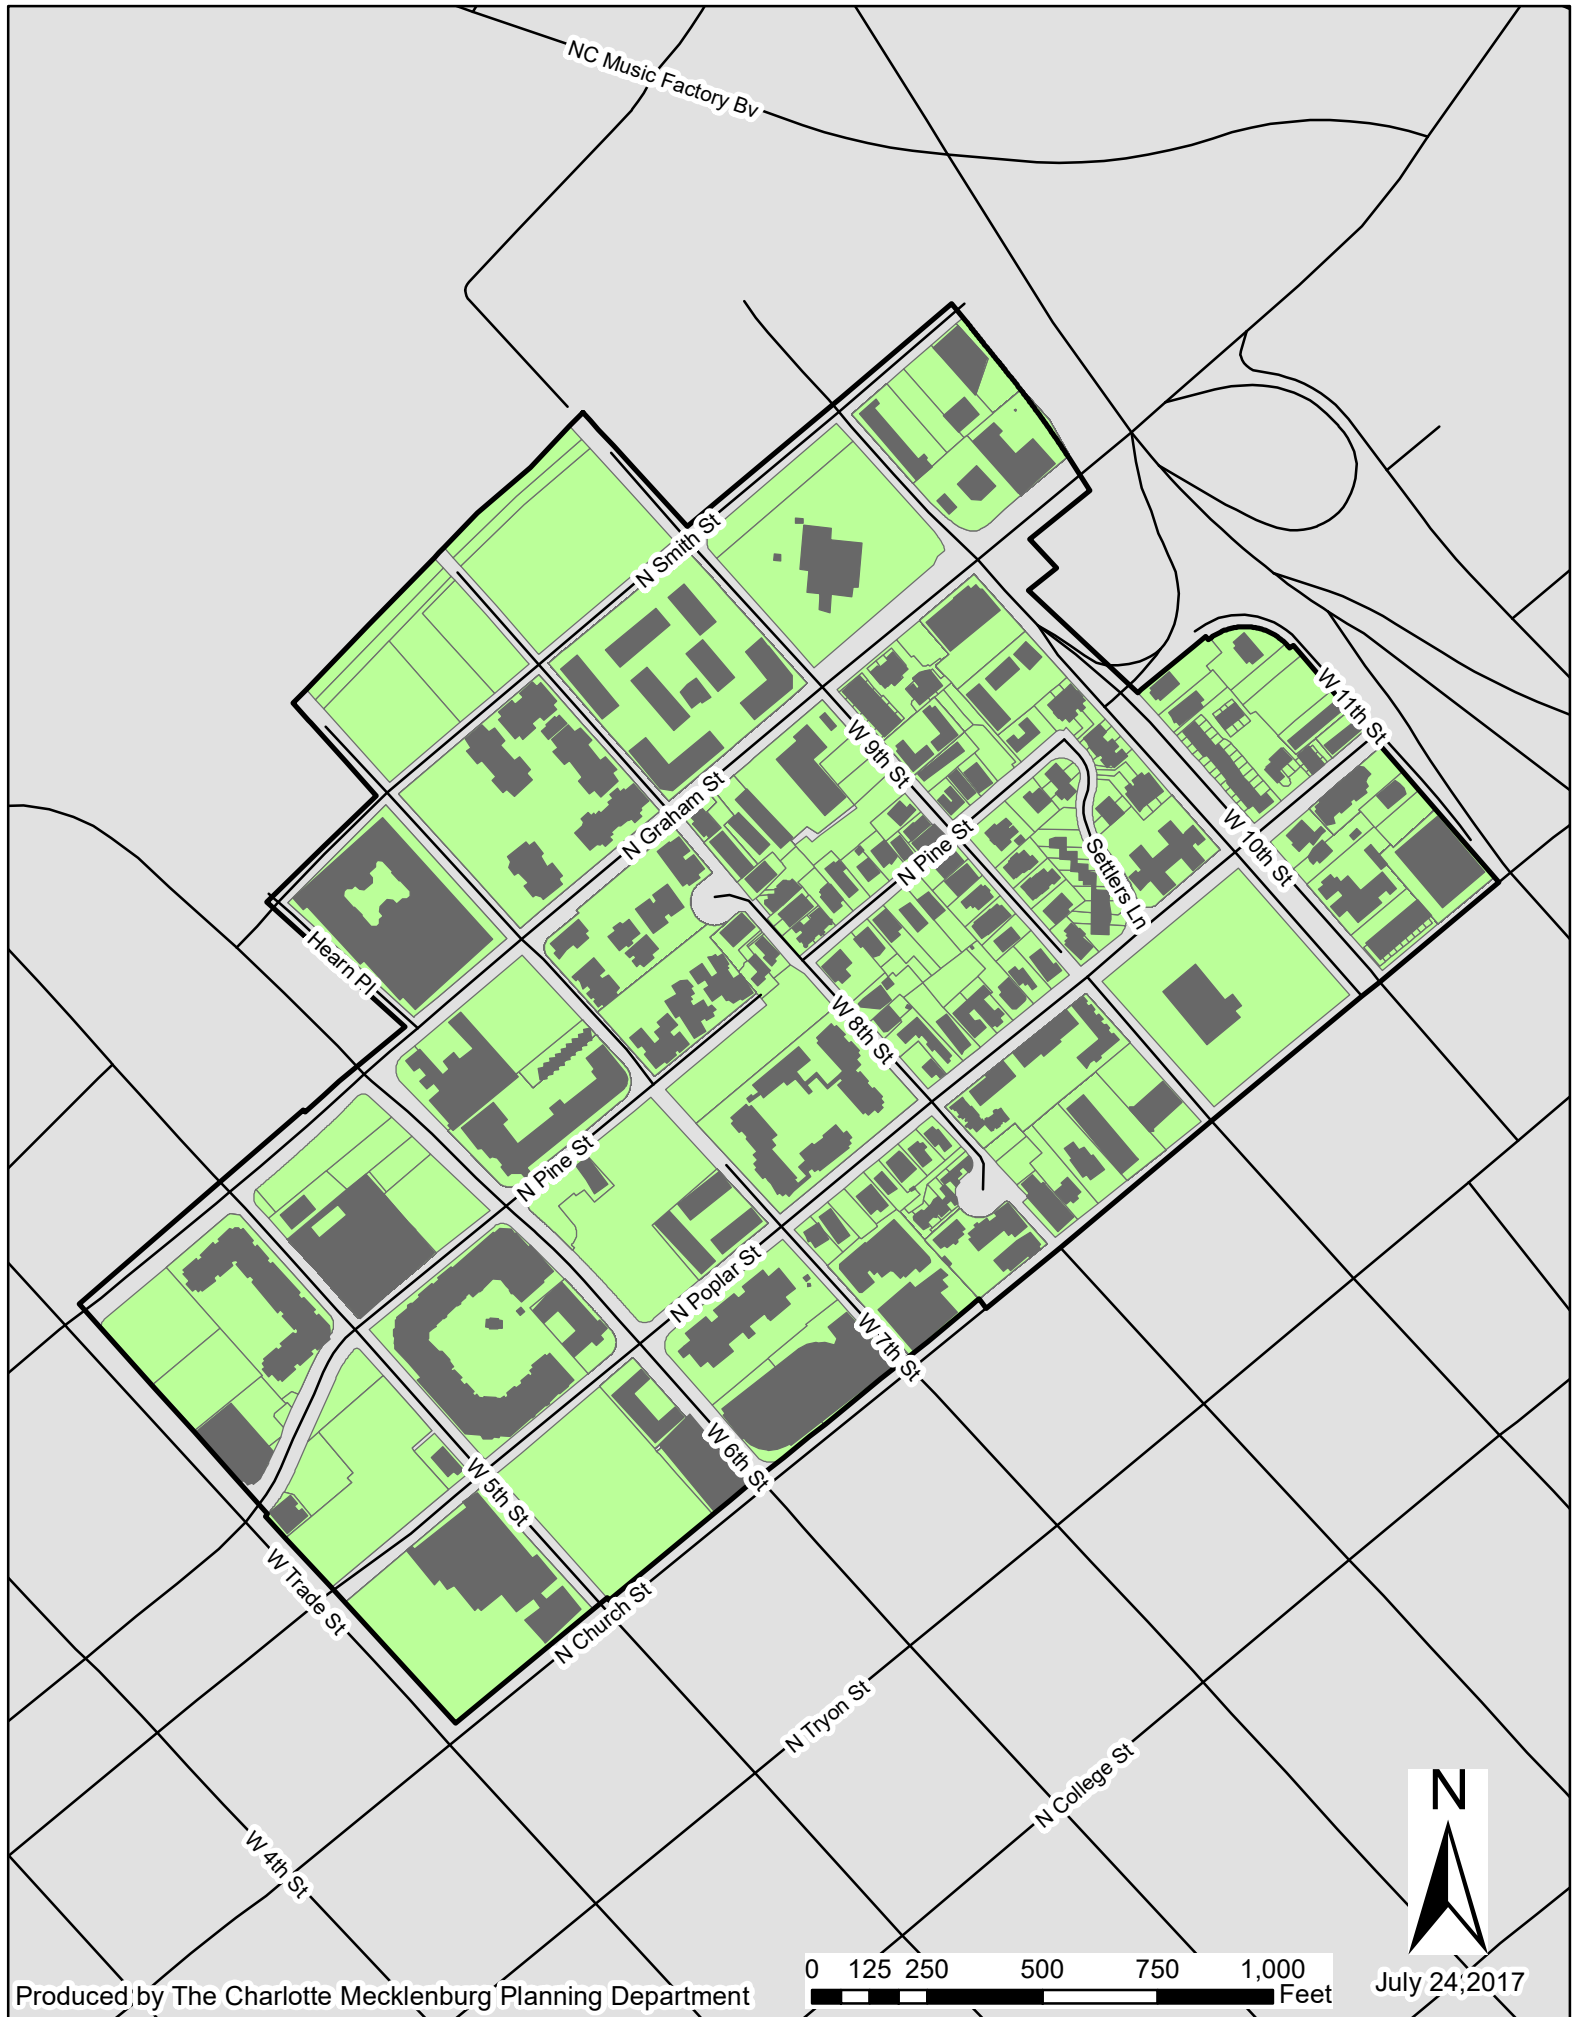 NC Music Factory Bv
N Smith St
W 11th St
W 9th St
N Graham St
N Pine St
W 10th St
Settlers Ln
Hearn Pl
W 8th St
N Pine St
N Poplar St
W 7th St
W 6th St
W 5th St
W Trade St
N Church St
N Tryon St
N College St
W 4th St
N
0 125 250 500 750 1,000
Feet
July 24,2017
Produced by The Charlotte Mecklenburg Planning Department